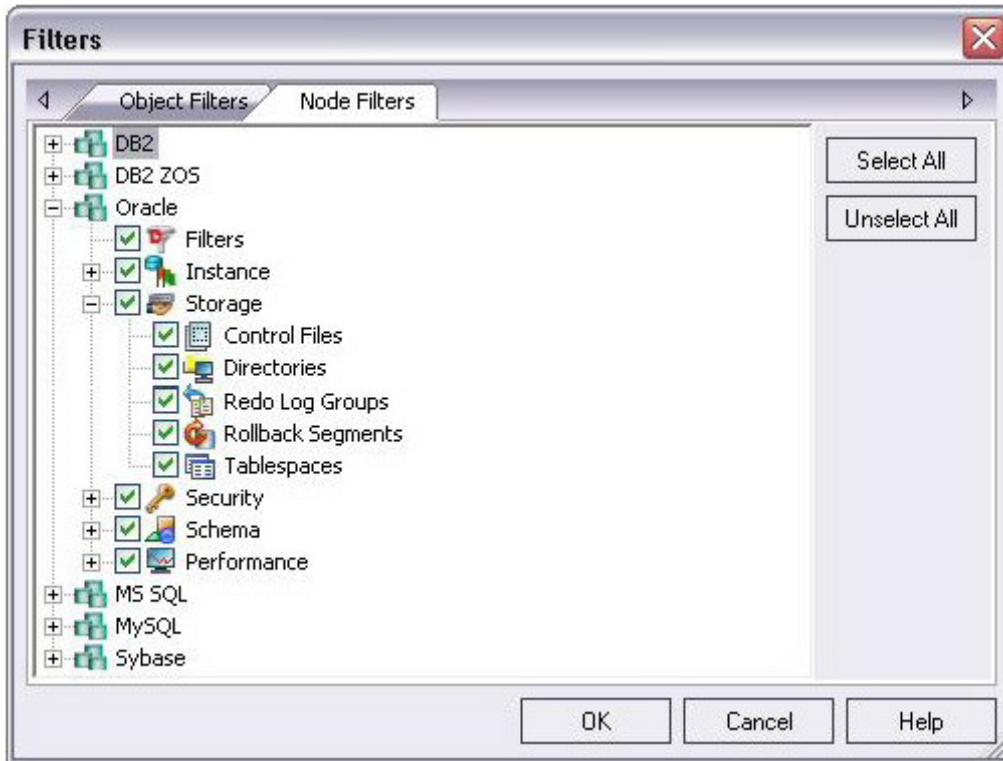 Filters
Object Filters
Node Filters
DB2
DB2 ZOS
Oracle
Filters
Instance
Storage
Control Files
Directories
Redo Log Groups
Rollback Segments
Tablespaces
Security
Schema
Performance
MS SQL
MySQL
Sybase
Select All
Unselect All
OK
Cancel
Help